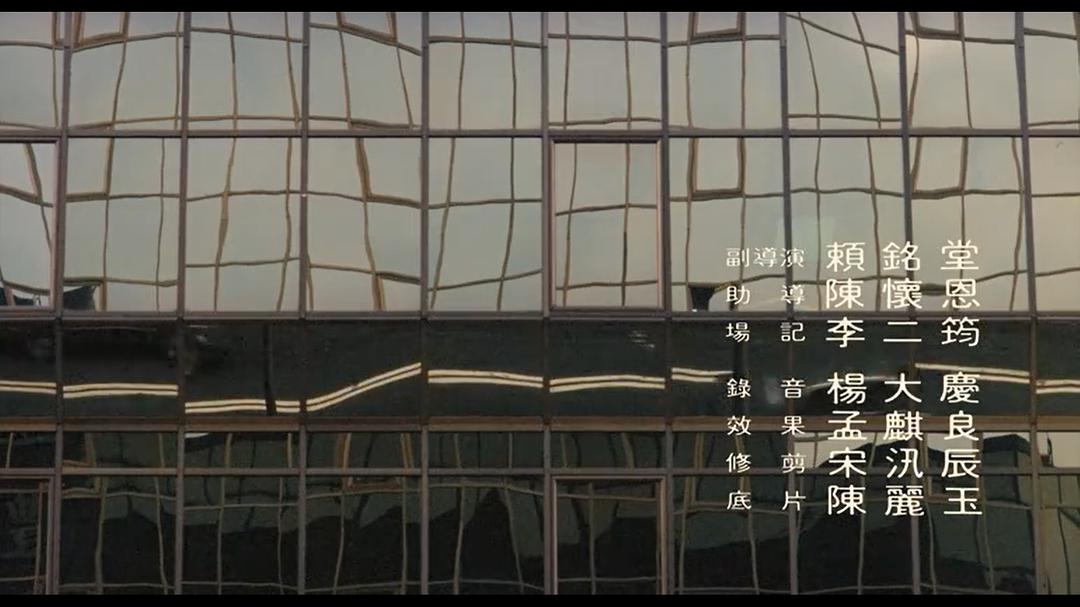 副導演 賴銘堂
助導 陳懷恩
場記 李二筠
錄音 楊大慶
效果 孟麒良
修剪 宋汎辰
底片 陳麗玉